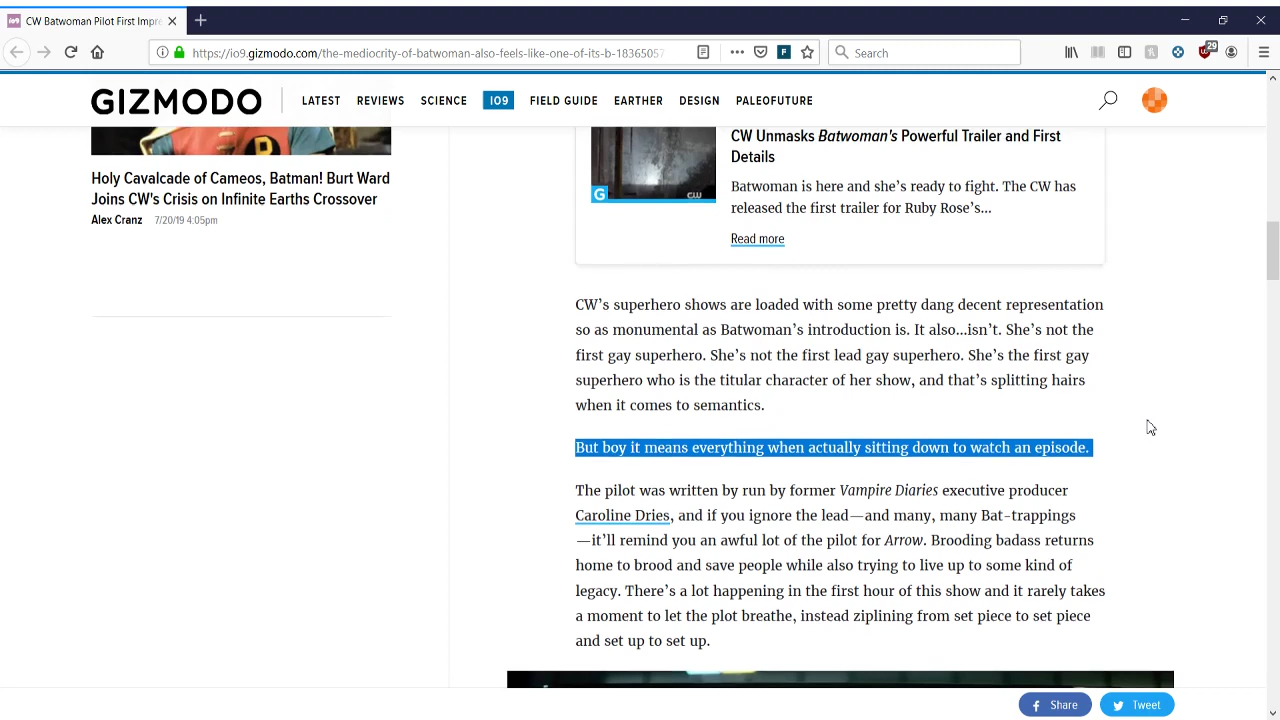 CW Batwoman Pilot First Impre
https://io9.gizmodo.com/the-mediocrity-of-batwoman-also-feels-like-one-of-its-b-18365057
F
Search
29
GIZMODO
LATEST REVIEWS SCIENCE IO9 FIELD GUIDE EARTHER DESIGN PALEOFUTURE
R
Holy Cavalcade of Cameos, Batman! Burt Ward
Joins CW's Crisis on Infinite Earths Crossover
Alex Cranz 7/20/19 4:05pm
G
CW
CW Unmasks Batwoman's Powerful Trailer and First
Details
Batwoman is here and she's ready to fight. The CW has
released the first trailer for Ruby Rose's...
Read more
CW's superhero shows are loaded with some pretty dang decent representation
so as monumental as Batwoman's introduction is. It also...isn't. She's not the
first gay superhero. She's not the first lead gay superhero. She's the first gay
superhero who is the titular character of her show, and that's splitting hairs
when it comes to semantics.
But boy it means everything when actually sitting down to watch an episode.
The pilot was written by run by former Vampire Diaries executive producer
Caroline Dries, and if you ignore the lead—and many, many Bat-trappings
—it'll remind you an awful lot of the pilot for Arrow. Brooding badass returns
home to brood and save people while also trying to live up to some kind of
legacy. There's a lot happening in the first hour of this show and it rarely takes
a moment to let the plot breathe, instead ziplining from set piece to set piece
and set up to set up.
Share
Tweet